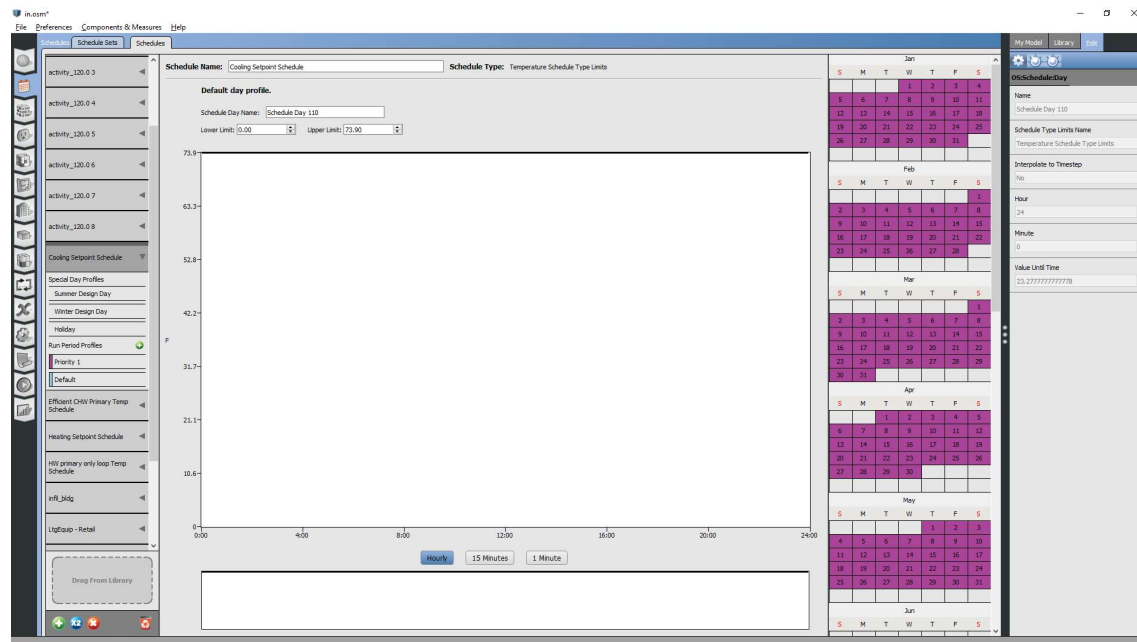 in.osm*
File Preferences Components & Measures Help
Schedules Schedule Sets Schedules
My Model Library Edit
activity_120.0 3
activity_120.0 4
activity_120.0 5
activity_120.0 6
activity_120.0 7
activity_120.0 8
Cooling Setpoint Schedule
Special Day Profiles
Summer Design Day
Winter Design Day
Holiday
Run Period Profiles
Priority 1
Default
Efficient CHW Primary Temp
Schedule
Heating Setpoint Schedule
HW primary only loop Temp
Schedule
infil_bldg
LtgEquip - Retail
Drag From Library
X2
Schedule Name: Cooling Setpoint Schedule Schedule Type: Temperature Schedule Type Limits
Default day profile.
Schedule Day Name: Schedule Day 110
Lower Limit: 0.00 Upper Limit: 73.90
73.9
63.3
52.8
42.2
F
31.7
21.1
10.6
0
0:00 4:00 8:00 12:00 16:00 20:00 24:00
Hourly 15 Minutes 1 Minute
Jan
S M T W T F S
1 2 3 4
5 6 7 8 9 10 11
12 13 14 15 16 17 18
19 20 21 22 23 24 25
26 27 28 29 30 31
Feb
S M T W T F S
1
2 3 4 5 6 7 8
9 10 11 12 13 14 15
16 17 18 19 20 21 22
23 24 25 26 27 28
Mar
S M T W T F S
1
2 3 4 5 6 7 8
9 10 11 12 13 14 15
16 17 18 19 20 21 22
23 24 25 26 27 28 29
30 31
Apr
S M T W T F S
1 2 3 4 5
6 7 8 9 10 11 12
13 14 15 16 17 18 19
20 21 22 23 24 25 26
27 28 29 30
May
S M T W T F S
1 2 3
4 5 6 7 8 9 10
11 12 13 14 15 16 17
18 19 20 21 22 23 24
25 26 27 28 29 30 31
Jun
S M T W T F S
OS:Schedule:Day
Name
Schedule Day 110
Schedule Type Limits Name
Temperature Schedule Type Limits
Interpolate to Timestep
No
Hour
24
Minute
0
Value Until Time
23.2777777777778